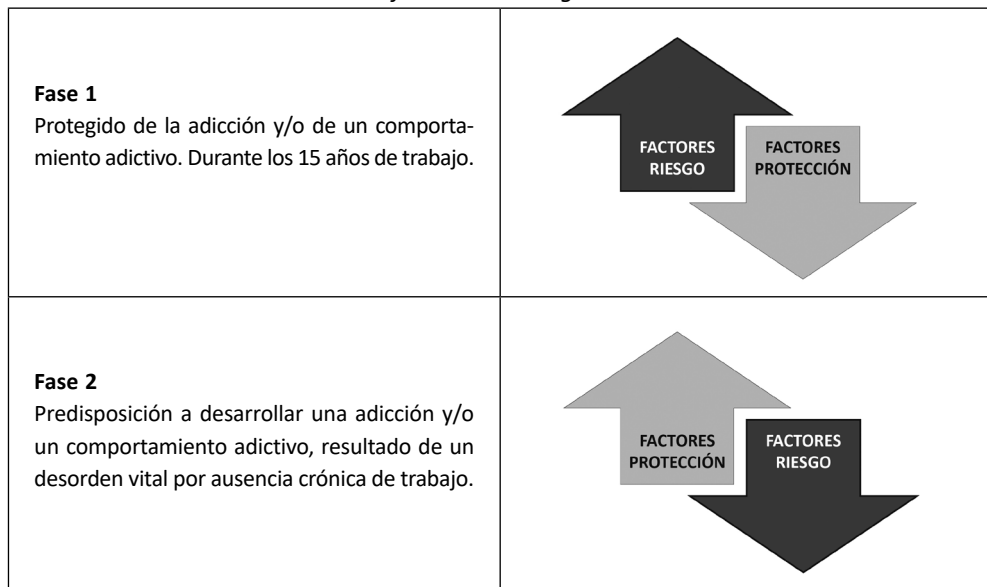 Fase 1
Protegido de la adicción y/o de un comporta-
miento adictivo. Durante los 15 años de trabajo.
FACTORES
RIESGO
FACTORES
PROTECCIÓN
Fase 2
Predisposición a desarrollar una adicción y/o
un comportamiento adictivo, resultado de un
desorden vital por ausencia crónica de trabajo.
FACTORES
PROTECCIÓN
FACTORES
RIESGO